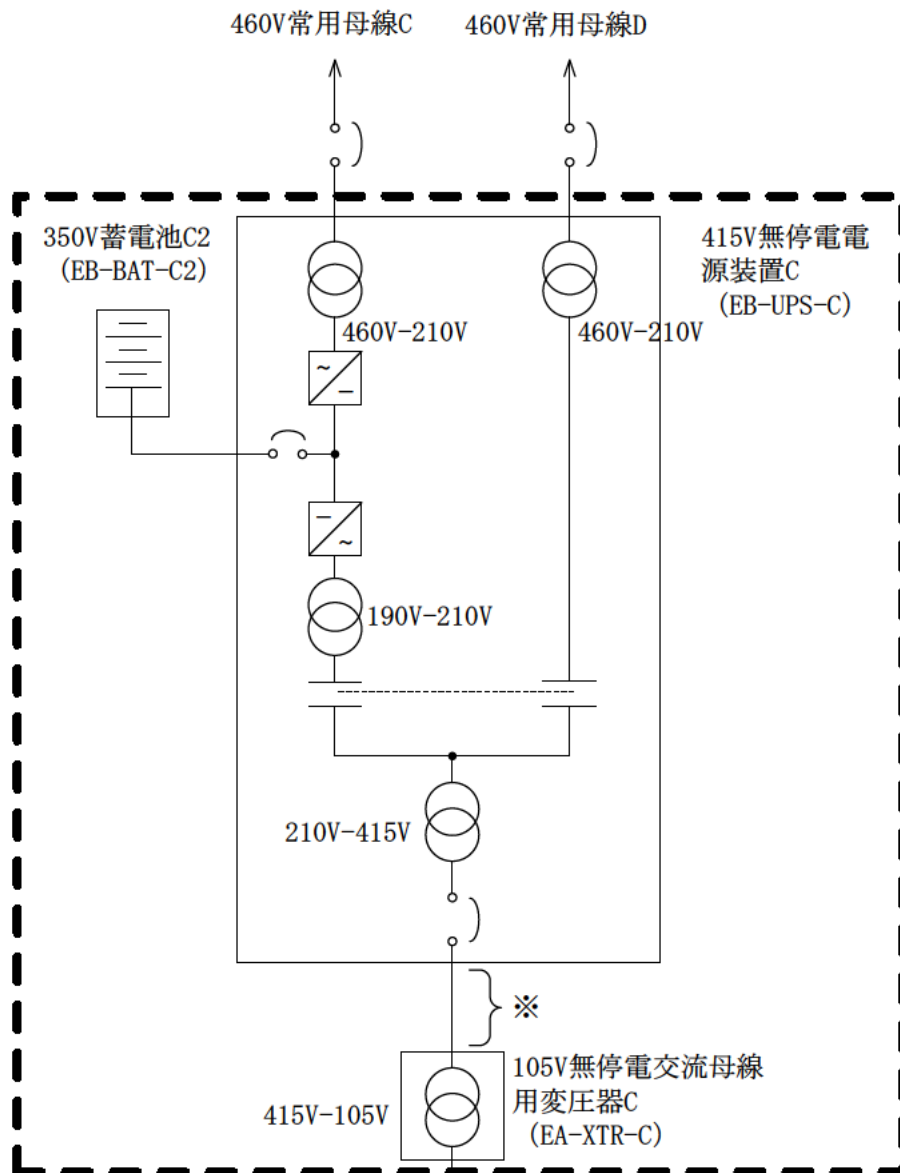 460V常用母線C
460V常用母線D
350V蓄電池C2
(EB-BAT-C2)
415V無停電電
源装置C
(EB-UPS-C)
460V-210V
460V-210V
190V-210V
210V-415V
※
105V無停電交流母線
用変圧器C
(EA-XTR-C)
415V-105V